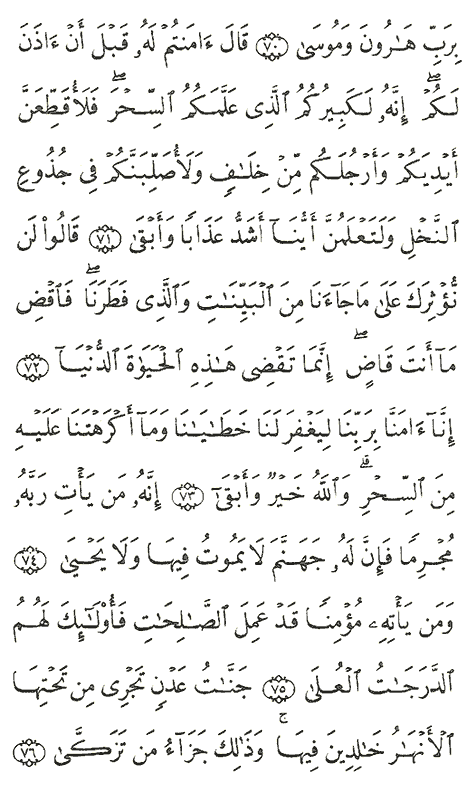 بِرَبِّ هَـٰرُونَ وَمُوسَىٰ ٧٠ قَالَ ءَامَنتُمۡ لَهُۥ قَبۡلَ أَنۡ ءَاذَنَ
لَكُمۡۖ إِنَّهُۥ لَكَبِيرُكُمُ ٱلَّذِى عَلَّمَكُمُ ٱلسِّحۡرَۖ فَلَأُقَطِّعَنَّ
أَيۡدِيَكُمۡ وَأَرۡجُلَكُم مِّنۡ خِلَـٰفٍ وَلَأُصَلِّبَنَّكُمۡ فِى جُذُوعِ
ٱلنَّخۡلِ وَلَتَعۡلَمُنَّ أَيُّنَآ أَشَدُّ عَذَابًا وَأَبۡقَىٰ ٧١ قَالُوا۟ لَن
نُّؤۡثِرَكَ عَلَىٰ مَا جَآءَنَا مِنَ ٱلۡبَيِّنَـٰتِ وَٱلَّذِى فَطَرَنَاۖ فَٱقۡضِ
مَآ أَنتَ قَاضٍۖ إِنَّمَا تَقۡضِى هَـٰذِهِ ٱلۡحَيَوٰةَ ٱلدُّنۡيَآ ٧٢
إِنَّآ ءَامَنَّا بِرَبِّنَا لِيَغۡفِرَ لَنَا خَطَـٰيَـٰنَا وَمَآ أَكۡرَهۡتَنَا عَلَيۡهِ
مِنَ ٱلسِّحۡرِۗ وَٱللَّهُ خَيۡرٌ وَأَبۡقَىٰٓ ٧٣ إِنَّهُۥ مَن يَأۡتِ رَبَّهُۥ
مُجۡرِمًا فَإِنَّ لَهُۥ جَهَنَّمَ لَا يَمُوتُ فِيهَا وَلَا يَحۡيَىٰ ٧٤
وَمَن يَأۡتِهِۦ مُؤۡمِنًا قَدۡ عَمِلَ ٱلصَّـٰلِحَـٰتِ فَأُو۟لَـٰٓئِكَ لَهُمُ
ٱلدَّرَجَـٰتُ ٱلۡعُلَىٰ ٧٥ جَنَّـٰتُ عَدۡنٍ تَجۡرِى مِن تَحۡتِهَا
ٱلۡأَنۡهَـٰرُ خَـٰلِدِينَ فِيهَاۚ وَذَٰلِكَ جَزَآءُ مَن تَزَكَّىٰ ٧٦